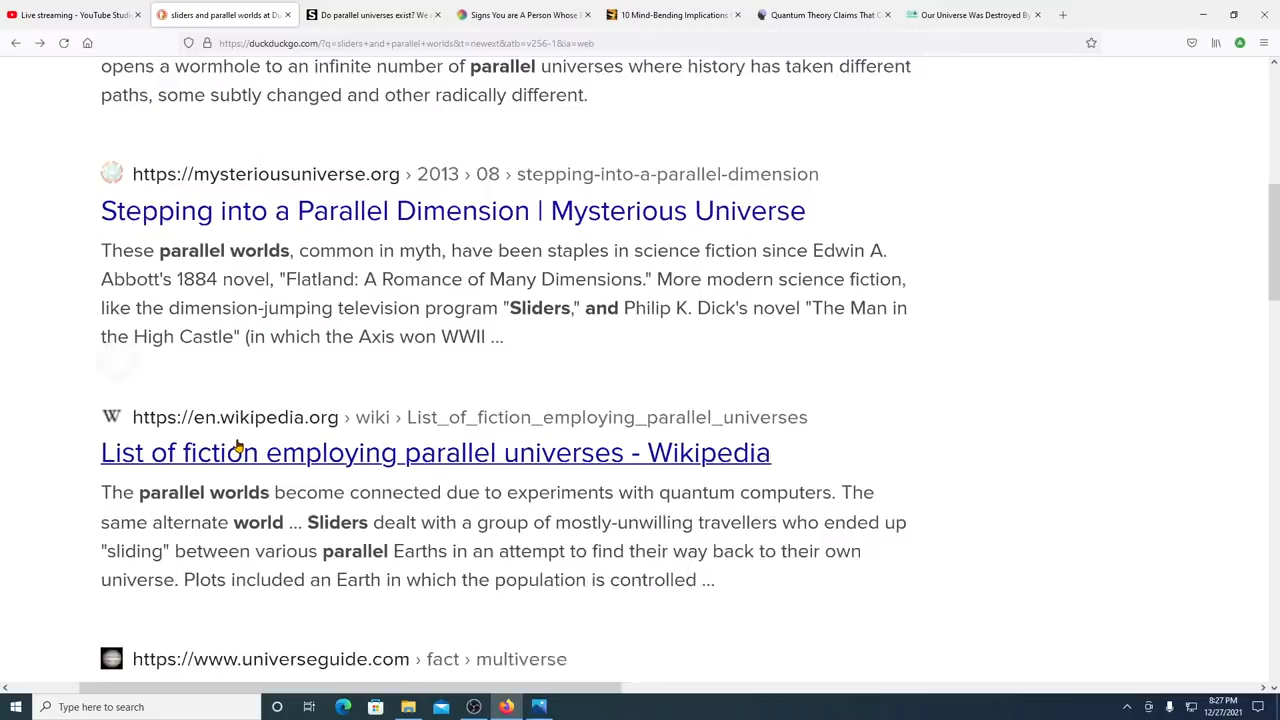 Live streaming - YouTube Studi
sliders and parallel worlds at Du
Do parallel universes exist? We
Signs You are A Person Whose
10 Mind-Bending Implications
Quantum Theory Claims That C
Our Universe Was Destroyed By
https://duckduckgo.com/?q=sliders+and+parallel+worlds&t=newext&atb=v256-1&ia=web
opens a wormhole to an infinite number of parallel universes where history has taken different
paths, some subtly changed and other radically different.
https://mysteriousuniverse.org › 2013 › 08 › stepping-into-a-parallel-dimension
Stepping into a Parallel Dimension | Mysterious Universe
These parallel worlds, common in myth, have been staples in science fiction since Edwin A.
Abbott's 1884 novel, "Flatland: A Romance of Many Dimensions." More modern science fiction,
like the dimension-jumping television program "Sliders," and Philip K. Dick's novel "The Man in
the High Castle" (in which the Axis won WWII ...
W https://en.wikipedia.org › wiki › List_of_fiction_employing_parallel_universes
List of fiction employing parallel universes - Wikipedia
The parallel worlds become connected due to experiments with quantum computers. The
same alternate world ... Sliders dealt with a group of mostly-unwilling travellers who ended up
"sliding" between various parallel Earths in an attempt to find their way back to their own
universe. Plots included an Earth in which the population is controlled ...
https://www.universeguide.com › fact › multiverse
Type here to search
8:27 PM
12/27/2021